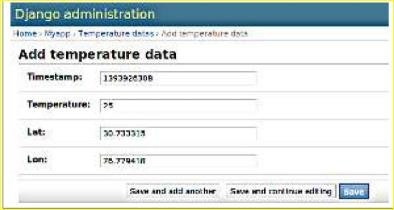 Django administration
Home › Myapp › Temperature datas › Add temperature data
Add temperature data
Timestamp: 1393926308
Temperature: 25
Lat: 30.733315
Lon: 76.779418
Save and add another Save and continue editing Save